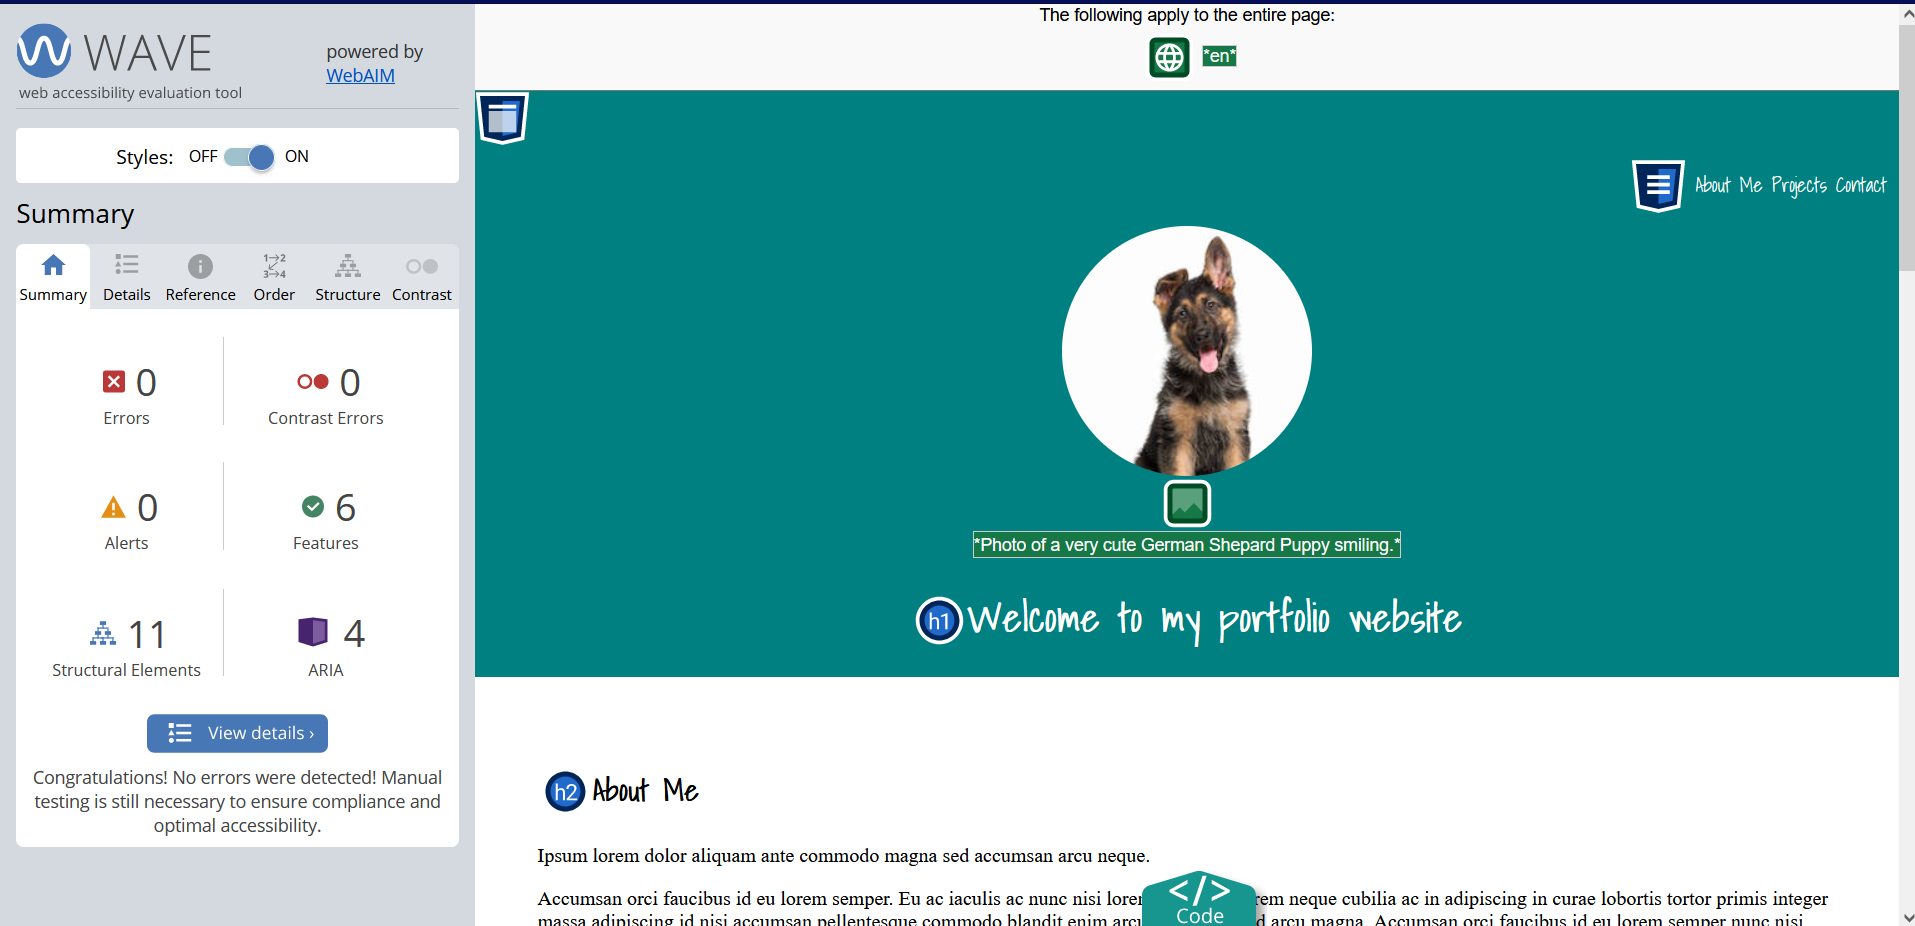 WAVE
web accessibility evaluation tool
powered by
WebAIM
Styles: OFF ON
Summary
Summary Details Reference Order Structure Contrast
0 Errors
0 Contrast Errors
0 Alerts
6 Features
11 Structural Elements
4 ARIA
View details ›
Congratulations! No errors were detected! Manual
testing is still necessary to ensure compliance and
optimal accessibility.
The following apply to the entire page:
*en*
About Me Projects Contact
*Photo of a very cute German Shepard Puppy smiling.*
h1 Welcome to my portfolio website
h2 About Me
Ipsum lorem dolor aliquam ante commodo magna sed accumsan arcu neque.
Accumsan orci faucibus id eu lorem semper. Eu ac iaculis ac nunc nisi lorem neque cubilia ac in adipiscing in curae lobortis tortor primis integer
massa adipiscing id nisi accumsan pellentesque commodo blandit enim arcu magna. Accumsan orci faucibus id eu lorem semper nunc nisi
</> Code